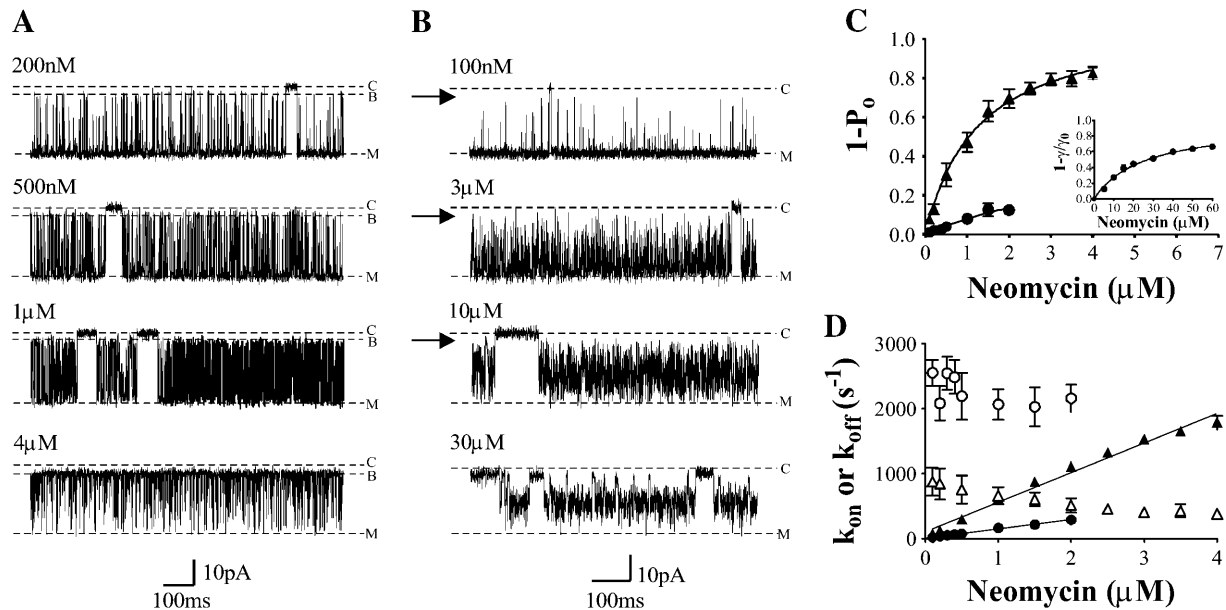 A
200nM
C
B
M
500nM
C
B
M
1μM
C
B
M
4μM
C
B
M
10pA
100ms
B
100nM
C
M
3μM
C
M
10μM
C
M
30μM
C
M
10pA
100ms
C
1-Po
1.0
0.8
0.6
0.4
0.2
0.0
0 1 2 3 4 5 6 7
Neomycin (μM)
1-γ/γ0
1.0
0.8
0.6
0.4
0.2
0.0
0 10 20 30 40 50 60
Neomycin (μM)
D
kon or koff (s-1)
3000
2000
1000
0
0 1 2 3 4
Neomycin (μM)